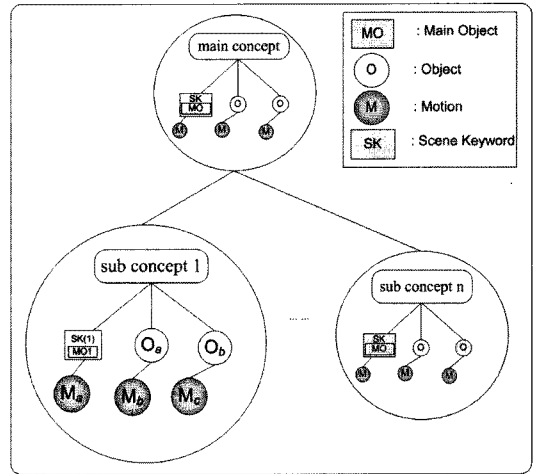 main concept
SK
MO
O
O
M
M
M
MO : Main Object
O : Object
M : Motion
SK : Scene Keyword
sub concept 1
SK(1)
MO1
Oa
Ob
Ma
Mb
Mc
....
sub concept n
SK
MO
O
O
M
M
M